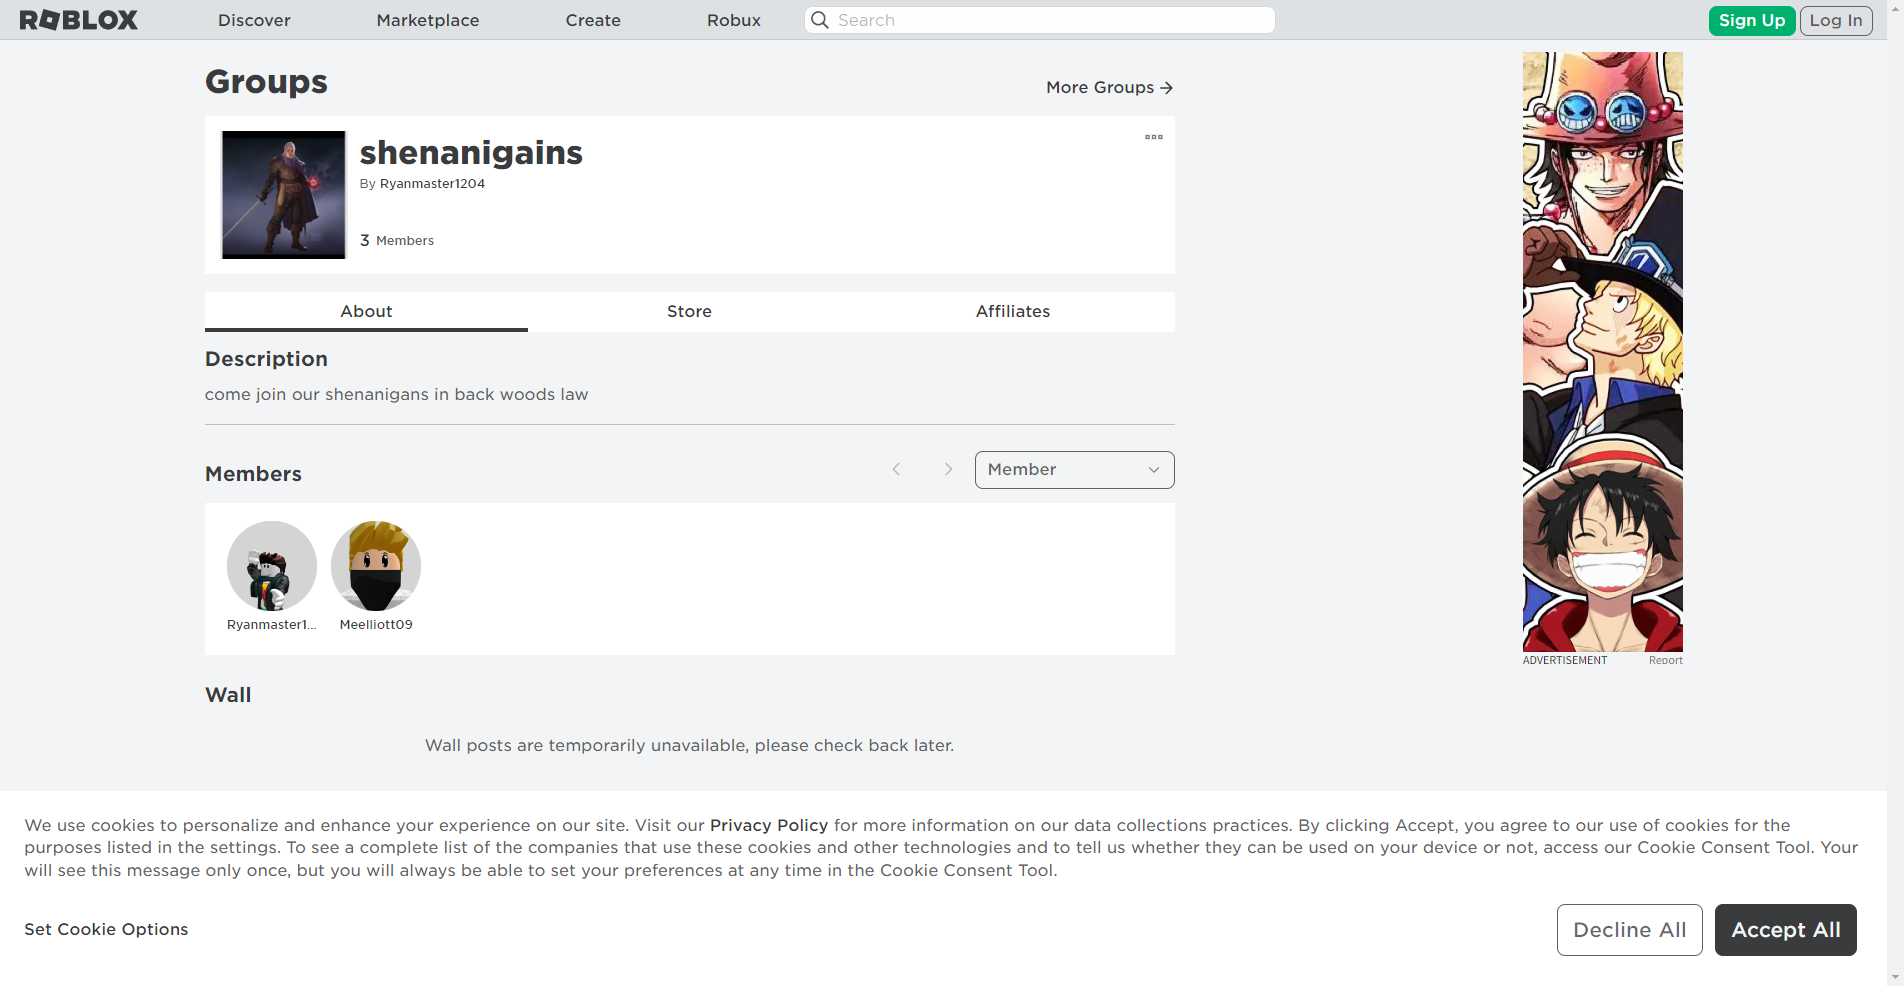 ROBLOX Discover Marketplace Create Robux Search Sign Up Log In
Groups
More Groups
shenanigains
By Ryanmaster1204
3 Members
About Store Affiliates
Description
come join our shenanigans in back woods law
Members
Member
Ryanmaster1... Meelliott09
Wall
Wall posts are temporarily unavailable, please check back later.
ADVERTISEMENT Report
We use cookies to personalize and enhance your experience on our site. Visit our Privacy Policy for more information on our data collections practices. By clicking Accept, you agree to our use of cookies for the
purposes listed in the settings. To see a complete list of the companies that use these cookies and other technologies and to tell us whether they can be used on your device or not, access our Cookie Consent Tool. Your
will see this message only once, but you will always be able to set your preferences at any time in the Cookie Consent Tool.
Set Cookie Options
Decline All Accept All